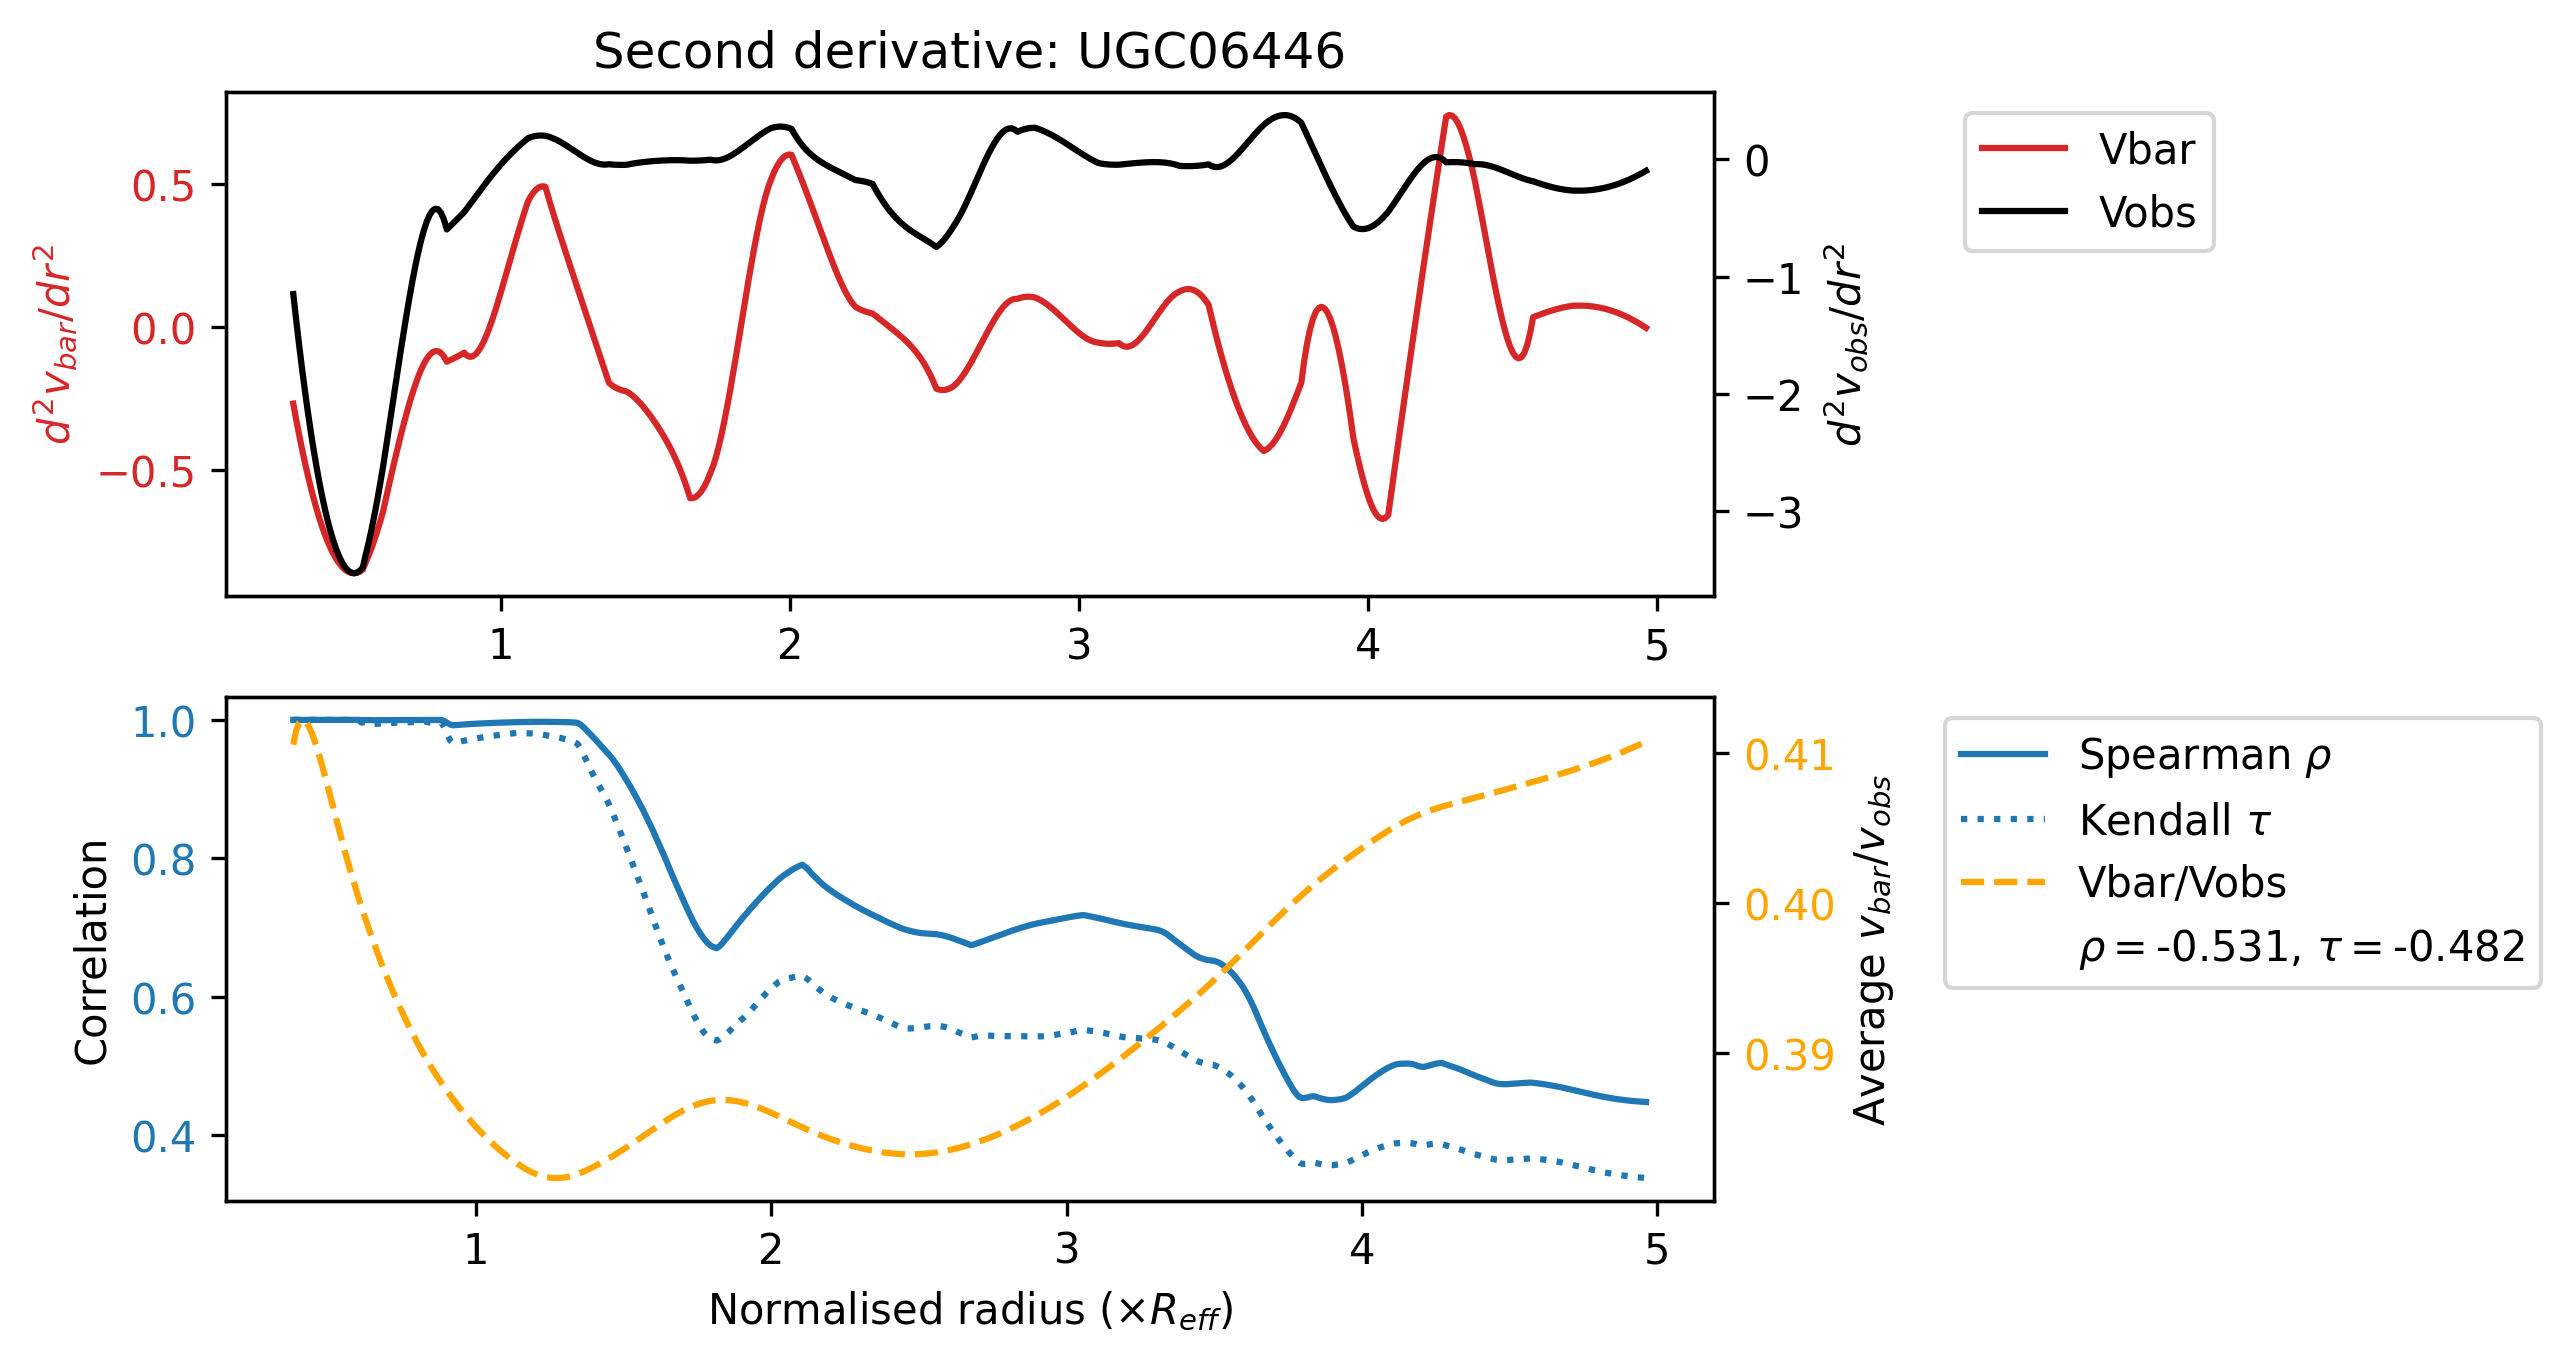 Second derivative: UGC06446
d²v_bar/dr²
0.5
0.0
−0.5
0
−1
−2
−3
d²v_obs/dr²
Vbar
Vobs
1 2 3 4 5
Correlation
1.0
0.8
0.6
0.4
0.41
0.40
0.39
Average v_bar/v_obs
Spearman ρ
Kendall τ
Vbar/Vobs
ρ = -0.531, τ = -0.482
1 2 3 4 5
Normalised radius (×R_eff)